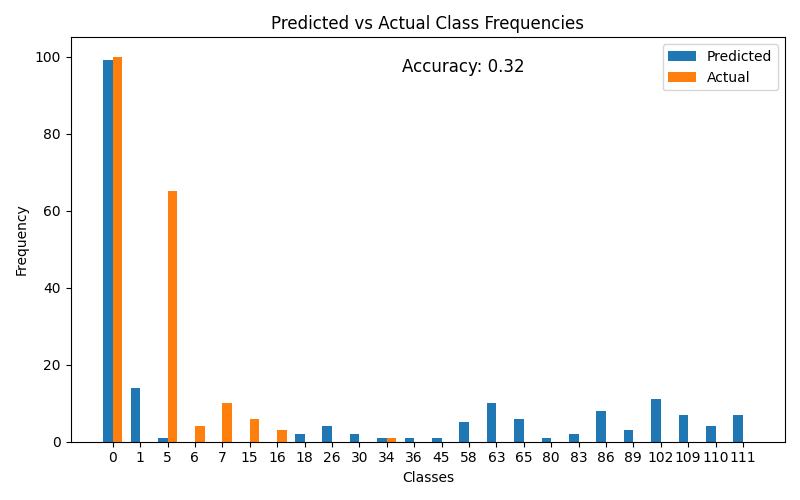 Predicted vs Actual Class Frequencies
Accuracy: 0.32
Predicted
Actual
Frequency
100
80
60
40
20
0
0 1 5 6 7 15 16 18 26 30 34 36 45 58 63 65 80 83 86 89 102 109 110 111
Classes